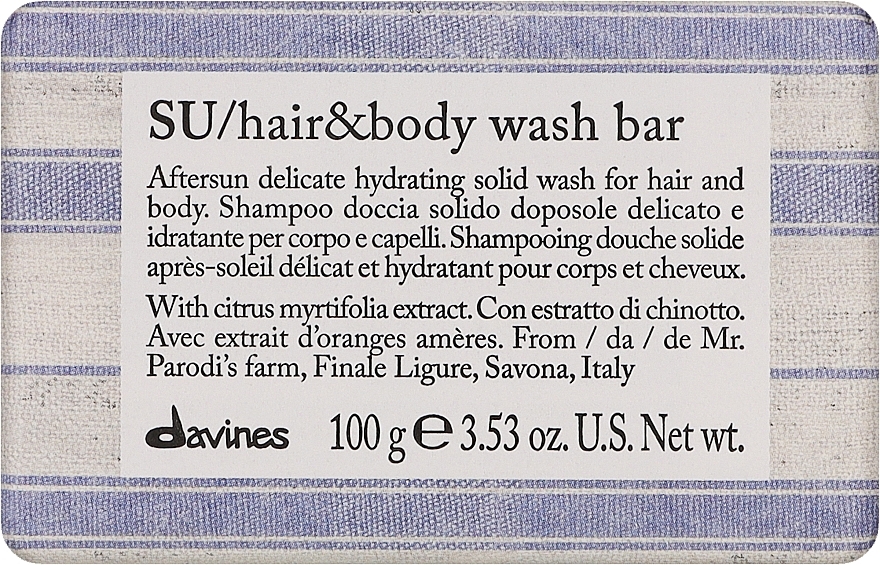 SU/hair&body wash bar
Aftersun delicate hydrating solid wash for hair and
body. Shampoo doccia solido doposole delicato e
idratante per corpo e capelli. Shampooing douche solide
après-soleil délicat et hydratant pour corps et cheveux.
With citrus myrtifolia extract. Con estratto di chinotto.
Avec extrait d'oranges amères. From / da / de Mr.
Parodi's farm, Finale Ligure, Savona, Italy
davines 100 g ℮ 3.53 oz. U.S. Net wt.